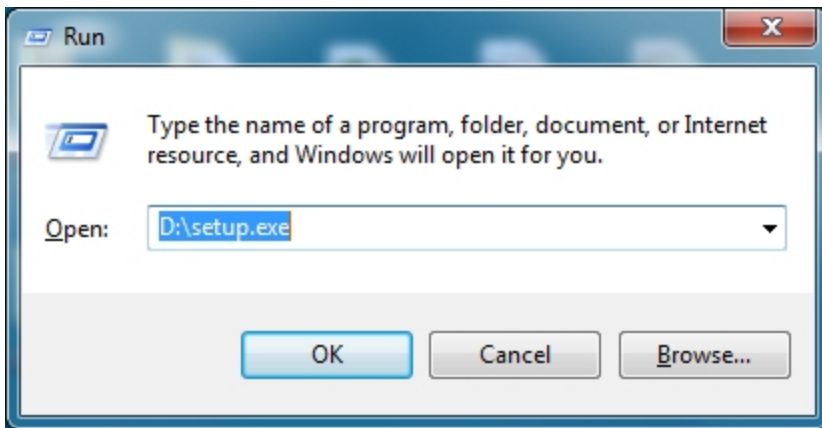 Run
Type the name of a program, folder, document, or Internet
resource, and Windows will open it for you.
Open: D:\setup.exe
OK Cancel Browse...